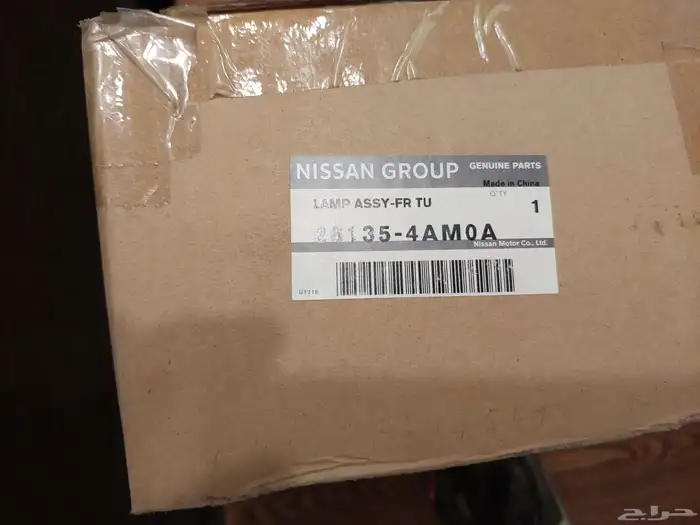 NISSAN GROUP GENUINE PARTS
Made in China
LAMP ASSY-FR TU
Q'TY
1
26135-4AM0A
Nissan Motor Co., Ltd.
حراج